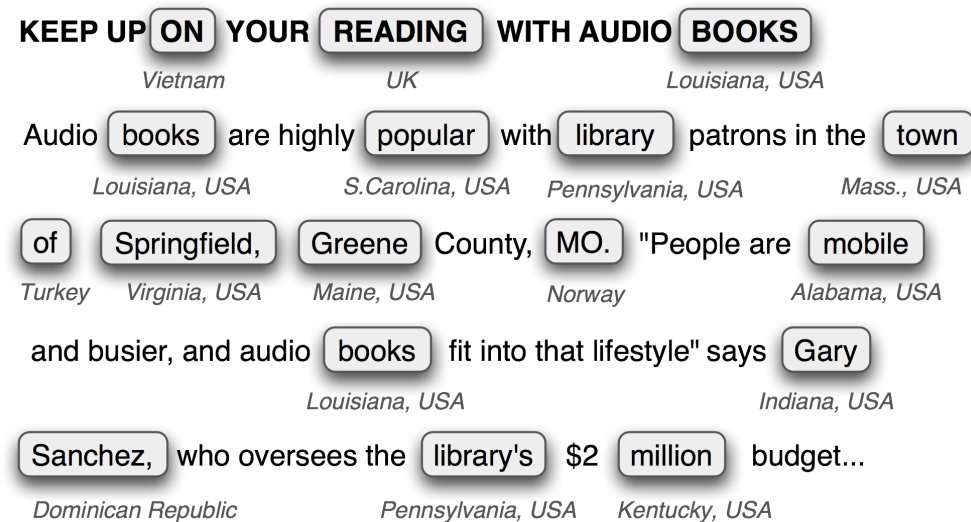 KEEP UP ON YOUR READING WITH AUDIO BOOKS
Vietnam UK Louisiana, USA
Audio books are highly popular with library patrons in the town
Louisiana, USA S.Carolina, USA Pennsylvania, USA Mass., USA
of Springfield, Greene County, MO. "People are mobile
Turkey Virginia, USA Maine, USA Norway Alabama, USA
and busier, and audio books fit into that lifestyle" says Gary
Louisiana, USA Indiana, USA
Sanchez, who oversees the library's $2 million budget...
Dominican Republic Pennsylvania, USA Kentucky, USA